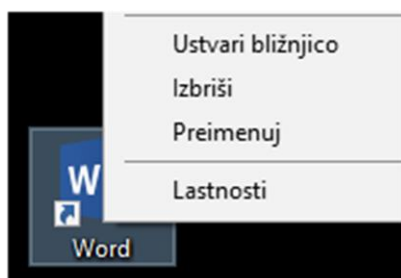 Ustvari bližnjico
Izbriši
Preimenuj
Lastnosti
W
Word